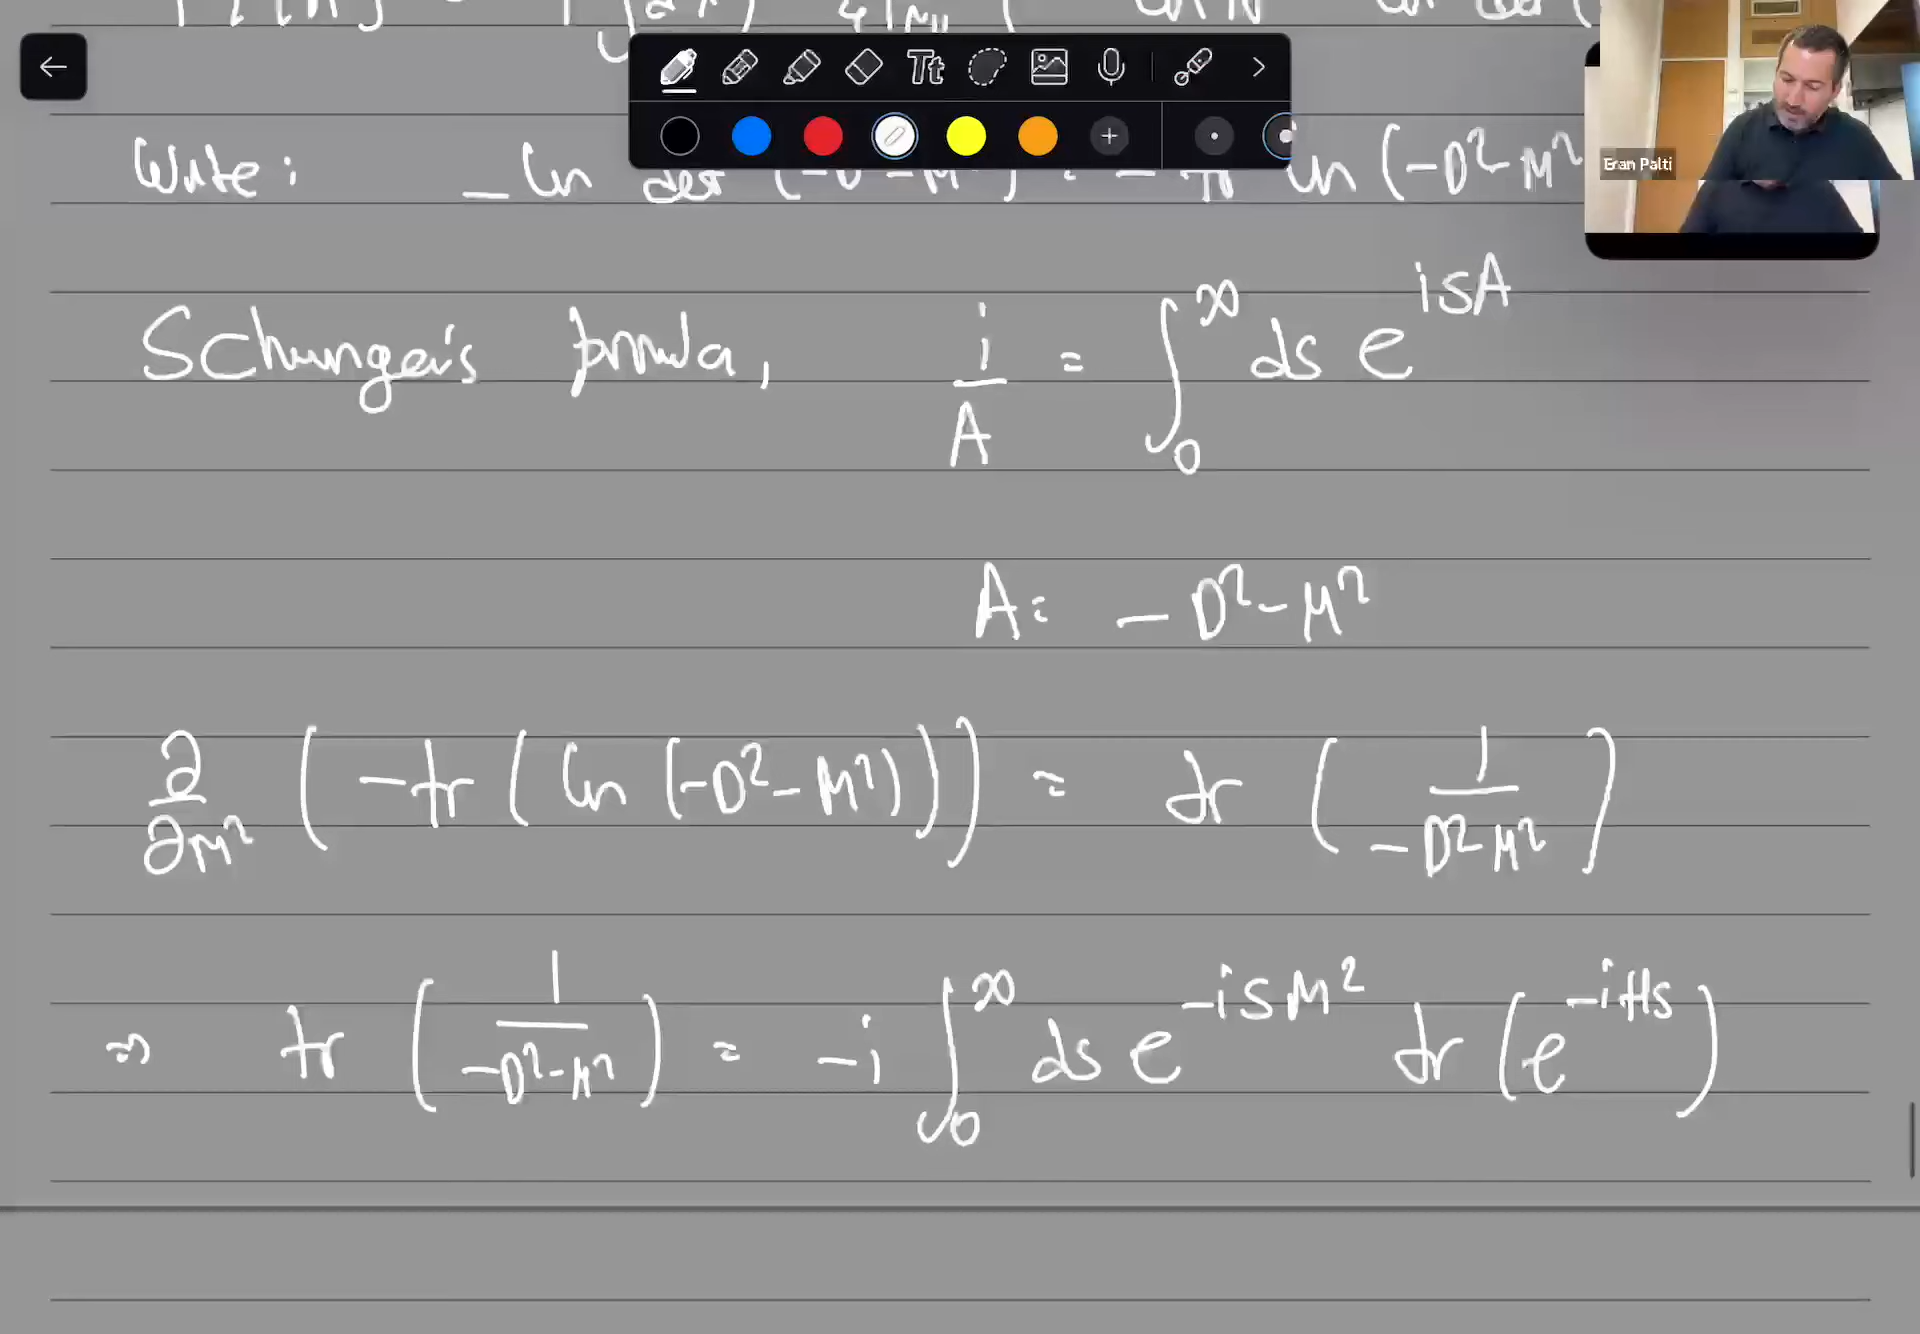 Write: - ln det (-D² - M²) = - tr ln (-D² - M²
Eran Palti
Schwinger's formula, i/A = ∫₀^∞ ds e^{isA}
A = - D² - M²
∂/∂M² ( - tr ( ln (-D² - M²))) = tr ( 1/(-D² - M²) )
⇒ tr ( 1/(-D² - M²) ) = -i ∫₀^∞ ds e^{-isM²} tr ( e^{-iHs} )
Tt